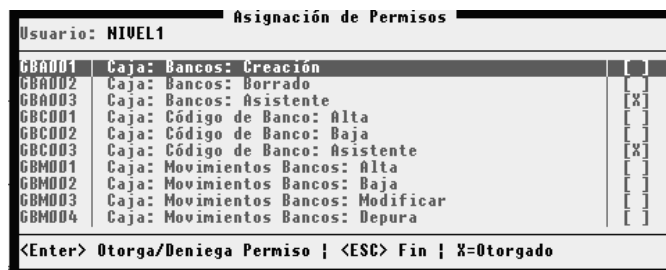 Asignación de Permisos
Usuario: NIVEL1
GBA001 | Caja: Bancos: Creación [ ]
GBA002 | Caja: Bancos: Borrado [ ]
GBA003 | Caja: Bancos: Asistente [X]
GBC001 | Caja: Código de Banco: Alta [ ]
GBC002 | Caja: Código de Banco: Baja [ ]
GBC003 | Caja: Código de Banco: Asistente [X]
GBM001 | Caja: Movimientos Bancos: Alta [ ]
GBM002 | Caja: Movimientos Bancos: Baja [ ]
GBM003 | Caja: Movimientos Bancos: Modificar [ ]
GBM004 | Caja: Movimientos Bancos: Depura [ ]
<Enter> Otorga/Deniega Permiso ¦ <ESC> Fin ¦ X=Otorgado